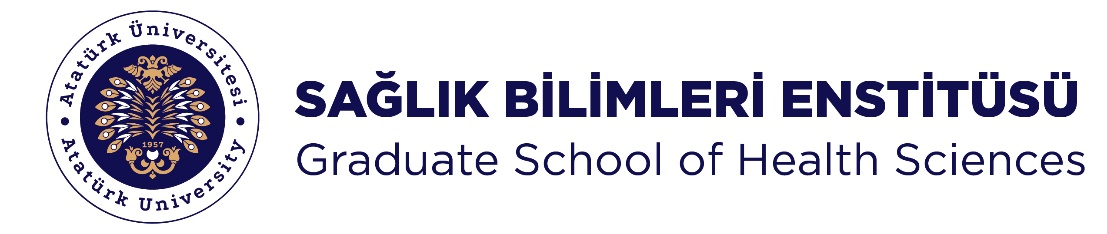 Atatürk Üniversitesi
1957
Atatürk University
SAĞLIK BİLİMLERİ ENSTİTÜSÜ
Graduate School of Health Sciences